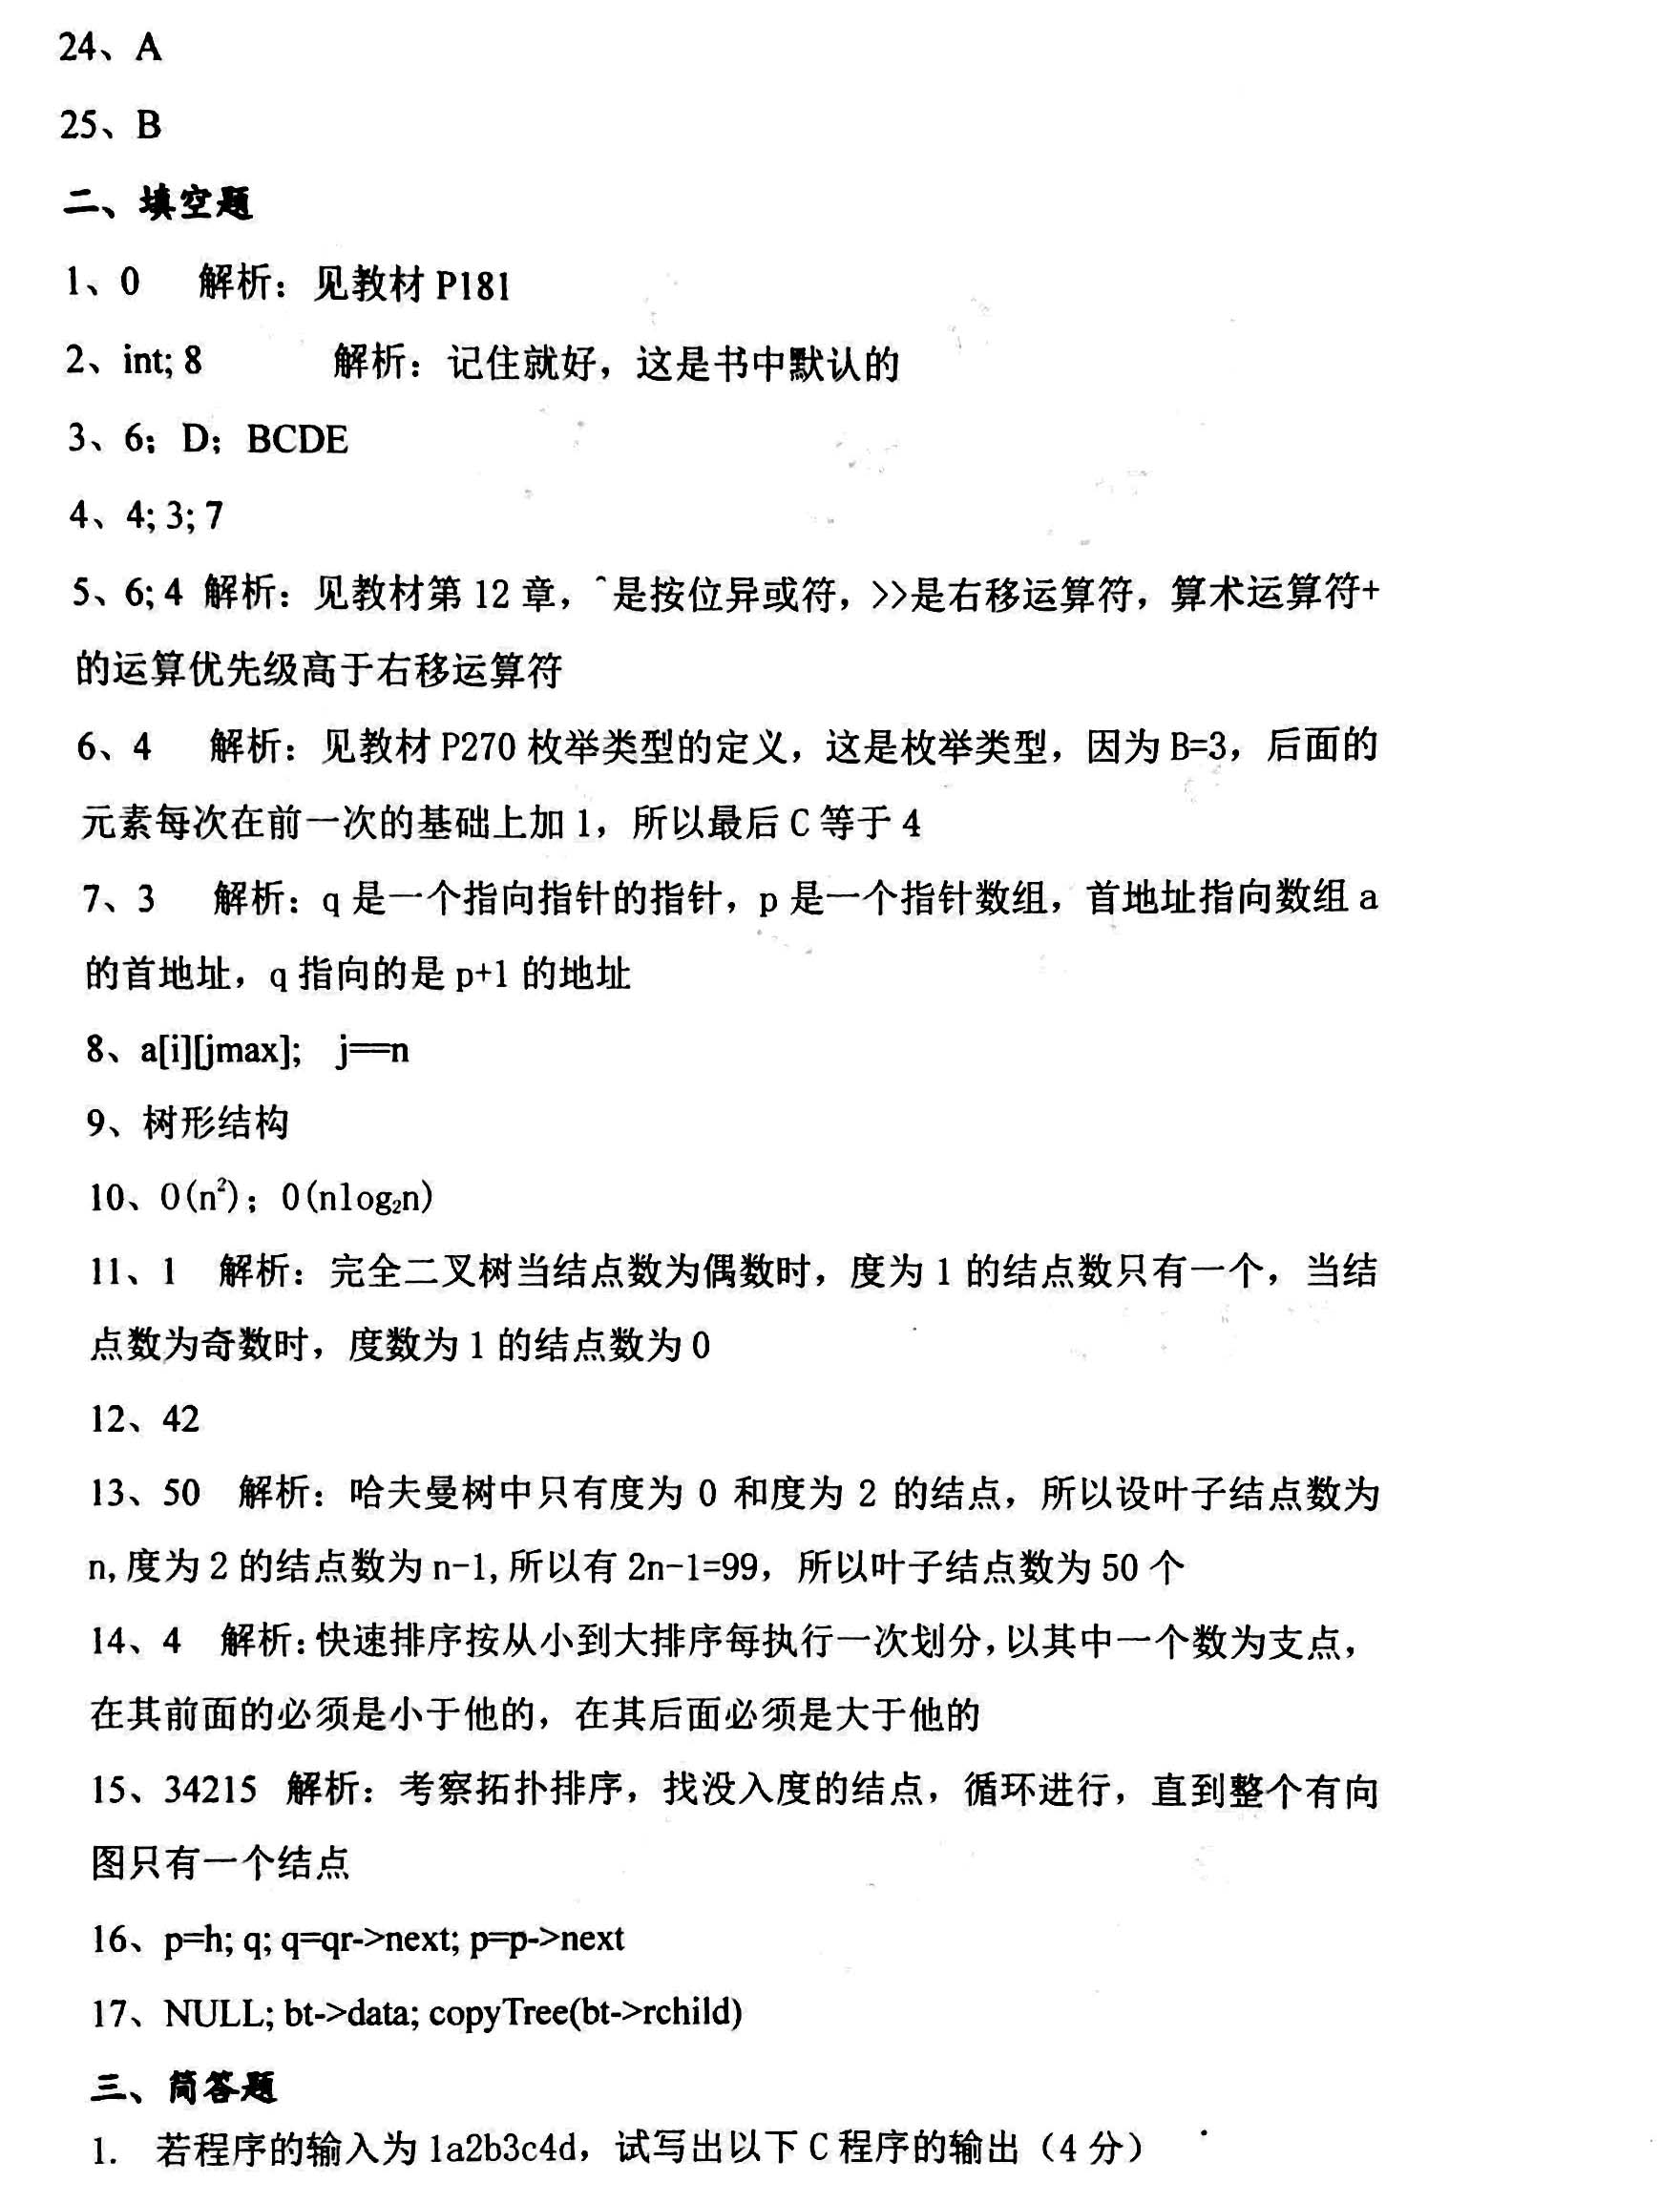 24、A
25、B
二、填空题
1、0 解析：见教材 P181
2、int; 8 解析：记住就好，这是书中默认的
3、6；D；BCDE
4、4; 3; 7
5、6; 4 解析：见教材第 12 章，^是按位异或符，>>是右移运算符，算术运算符+
的运算优先级高于右移运算符
6、4 解析：见教材 P270 枚举类型的定义，这是枚举类型，因为 B=3，后面的
元素每次在前一次的基础上加 1，所以最后 C 等于 4
7、3 解析：q 是一个指向指针的指针，p 是一个指针数组，首地址指向数组 a
的首地址，q 指向的是 p+1 的地址
8、a[i][jmax]; j==n
9、树形结构
10、O(n²)；O(nlog₂n)
11、1 解析：完全二叉树当结点数为偶数时，度为 1 的结点数只有一个，当结
点数为奇数时，度数为 1 的结点数为 0
12、42
13、50 解析：哈夫曼树中只有度为 0 和度为 2 的结点，所以设叶子结点数为
n,度为 2 的结点数为 n-1,所以有 2n-1=99，所以叶子结点数为 50 个
14、4 解析:快速排序按从小到大排序每执行一次划分,以其中一个数为支点，
在其前面的必须是小于他的，在其后面必须是大于他的
15、34215 解析：考察拓扑排序，找没入度的结点，循环进行，直到整个有向
图只有一个结点
16、p=h; q; q=qr->next; p=p->next
17、NULL; bt->data; copyTree(bt->rchild)
三、简答题
1. 若程序的输入为 1a2b3c4d，试写出以下 C 程序的输出（4 分）